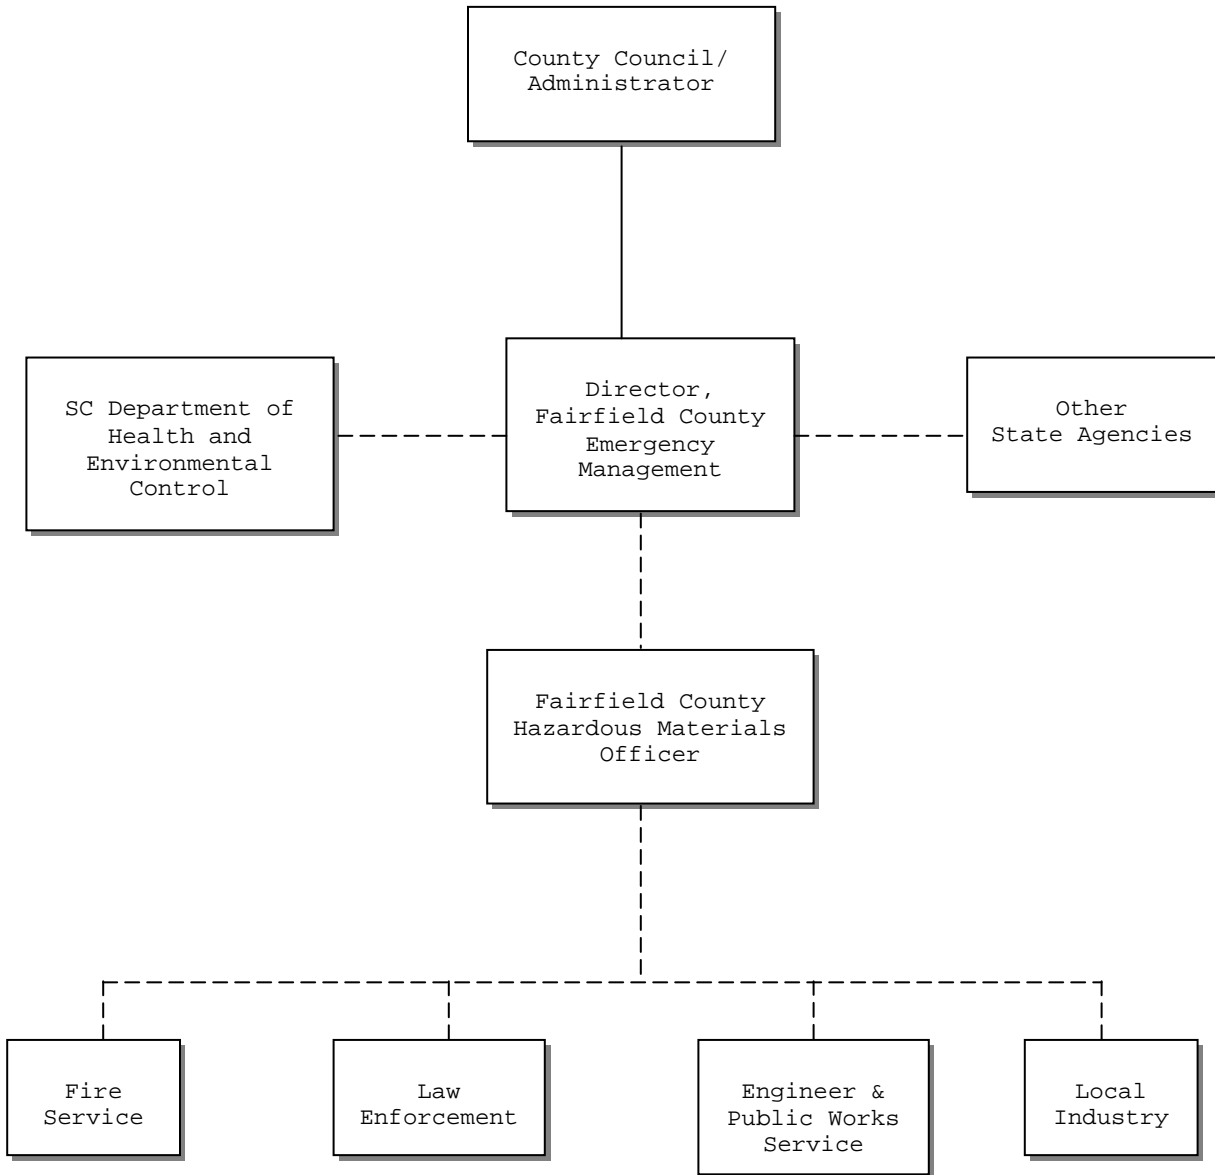 County Council/
Administrator
SC Department of
Health and
Environmental
Control
Director,
Fairfield County
Emergency
Management
Other
State Agencies
Fairfield County
Hazardous Materials
Officer
Fire
Service
Law
Enforcement
Engineer &
Public Works
Service
Local
Industry